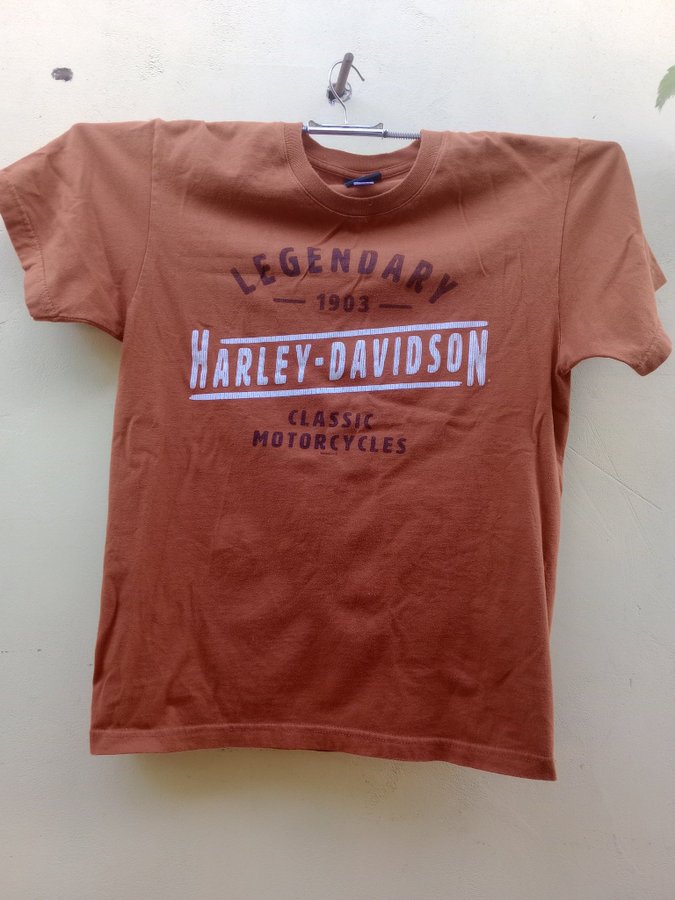 LEGENDARY
— 1903 —
HARLEY-DAVIDSON
CLASSIC
MOTORCYCLES